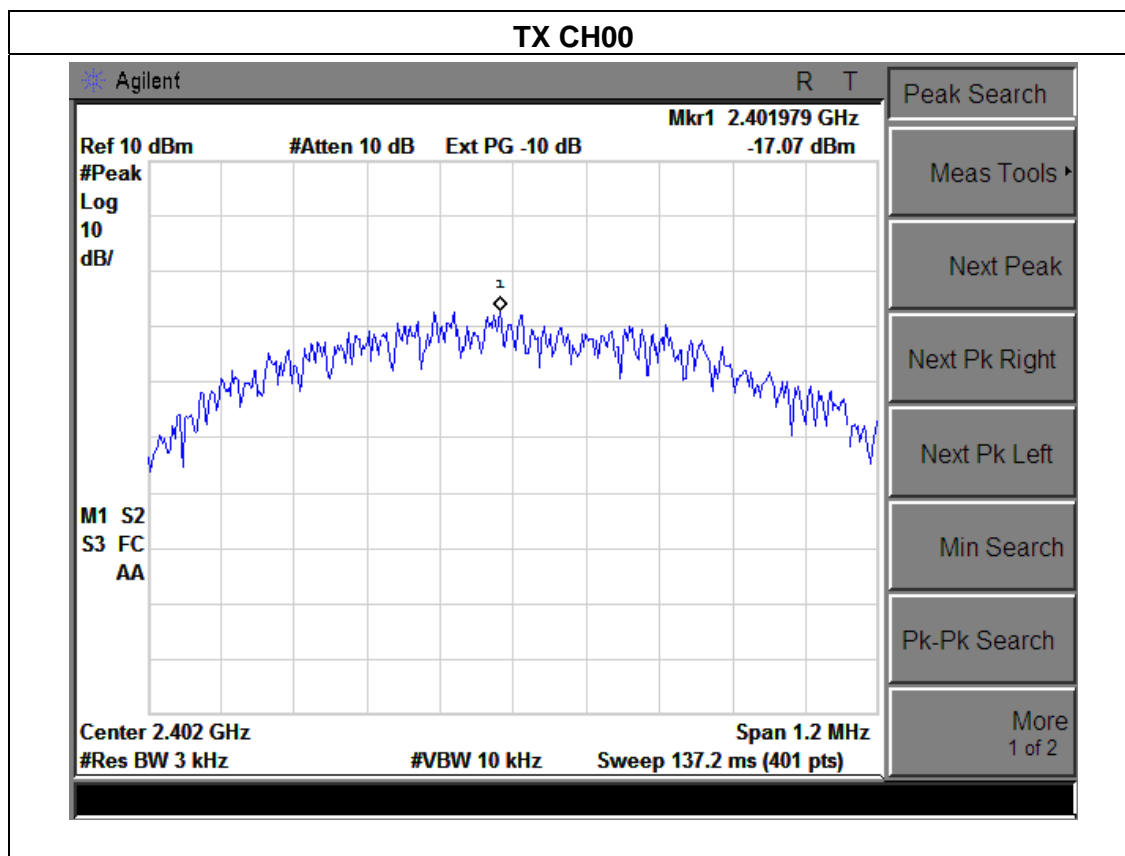 TX CH00
Agilent R T
Mkr1 2.401979 GHz
Ref 10 dBm #Atten 10 dB Ext PG -10 dB -17.07 dBm
#Peak
Log
10
dB/
1
M1 S2
S3 FC
AA
Center 2.402 GHz Span 1.2 MHz
#Res BW 3 kHz #VBW 10 kHz Sweep 137.2 ms (401 pts)
Peak Search
Meas Tools
Next Peak
Next Pk Right
Next Pk Left
Min Search
Pk-Pk Search
More
1 of 2